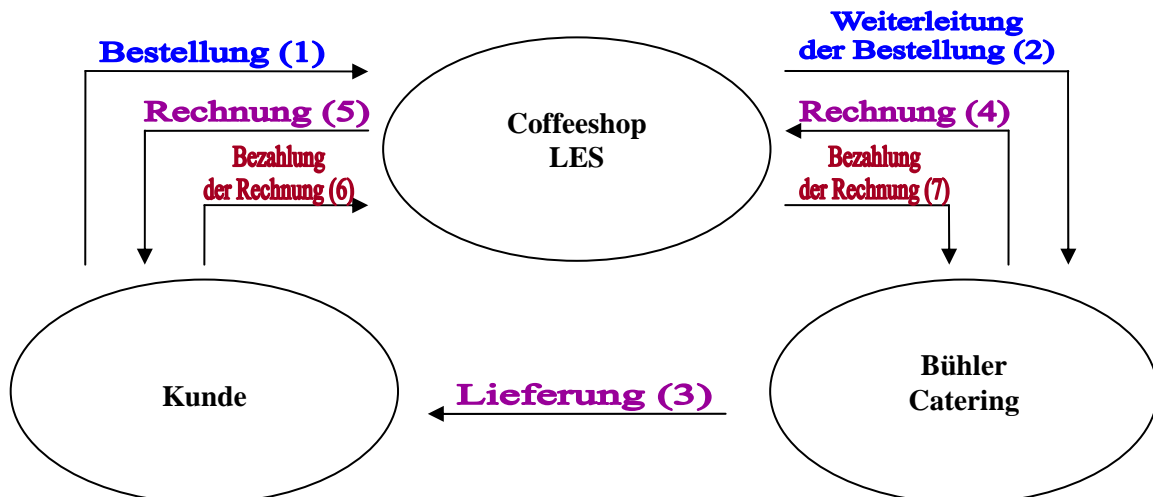 Bestellung (1)
Weiterleitung
der Bestellung (2)
Rechnung (5)
Coffeeshop
LES
Rechnung (4)
Bezahlung
der Rechnung (6)
Bezahlung
der Rechnung (7)
Kunde
Lieferung (3)
Bühler
Catering